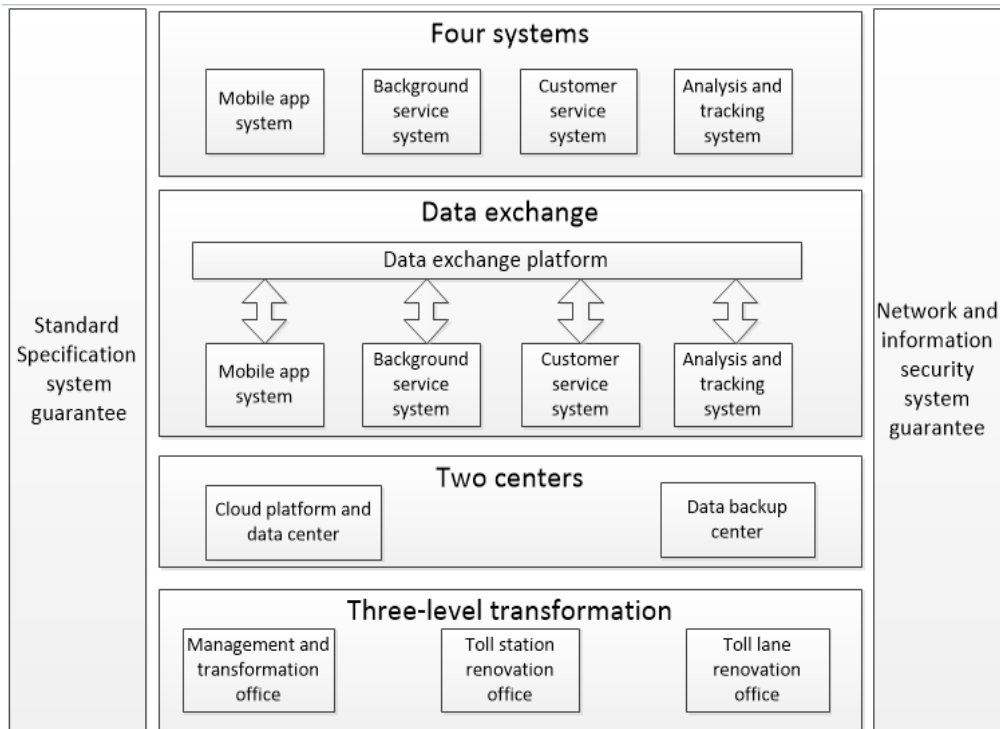 Four systems
Mobile app
system
Background
service
system
Customer
service
system
Analysis and
tracking
system
Data exchange
Data exchange platform
Mobile app
system
Background
service
system
Customer
service
system
Analysis and
tracking
system
Two centers
Cloud platform and
data center
Data backup
center
Three-level transformation
Management and
transformation
office
Toll station
renovation
office
Toll lane
renovation
office
Standard
Specification
system
guarantee
Network and
information
security
system
guarantee